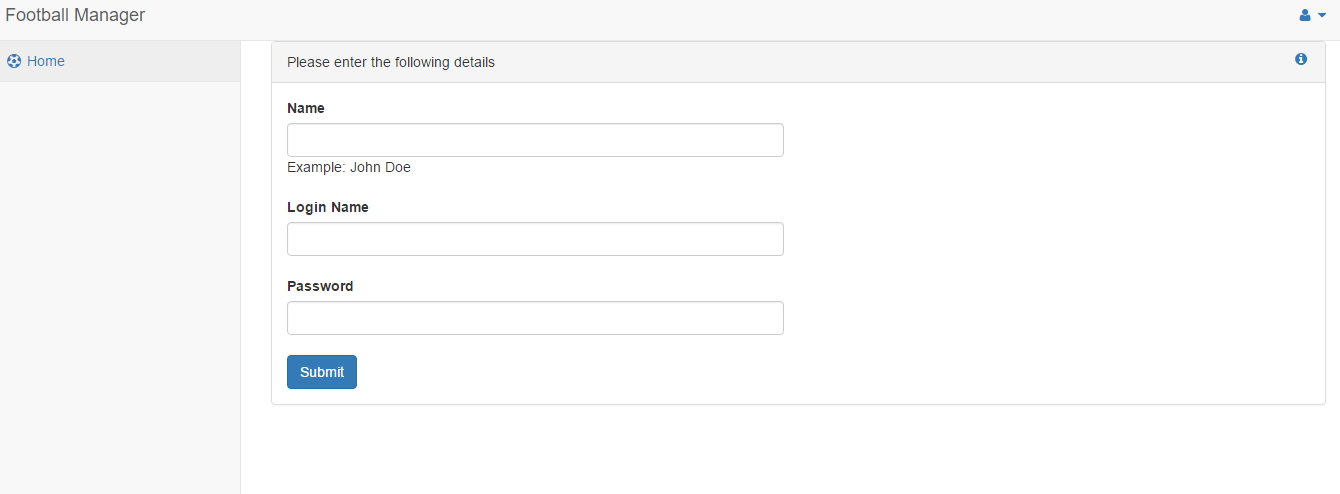 Football Manager
Home
Please enter the following details
Name
Example: John Doe
Login Name
Password
Submit